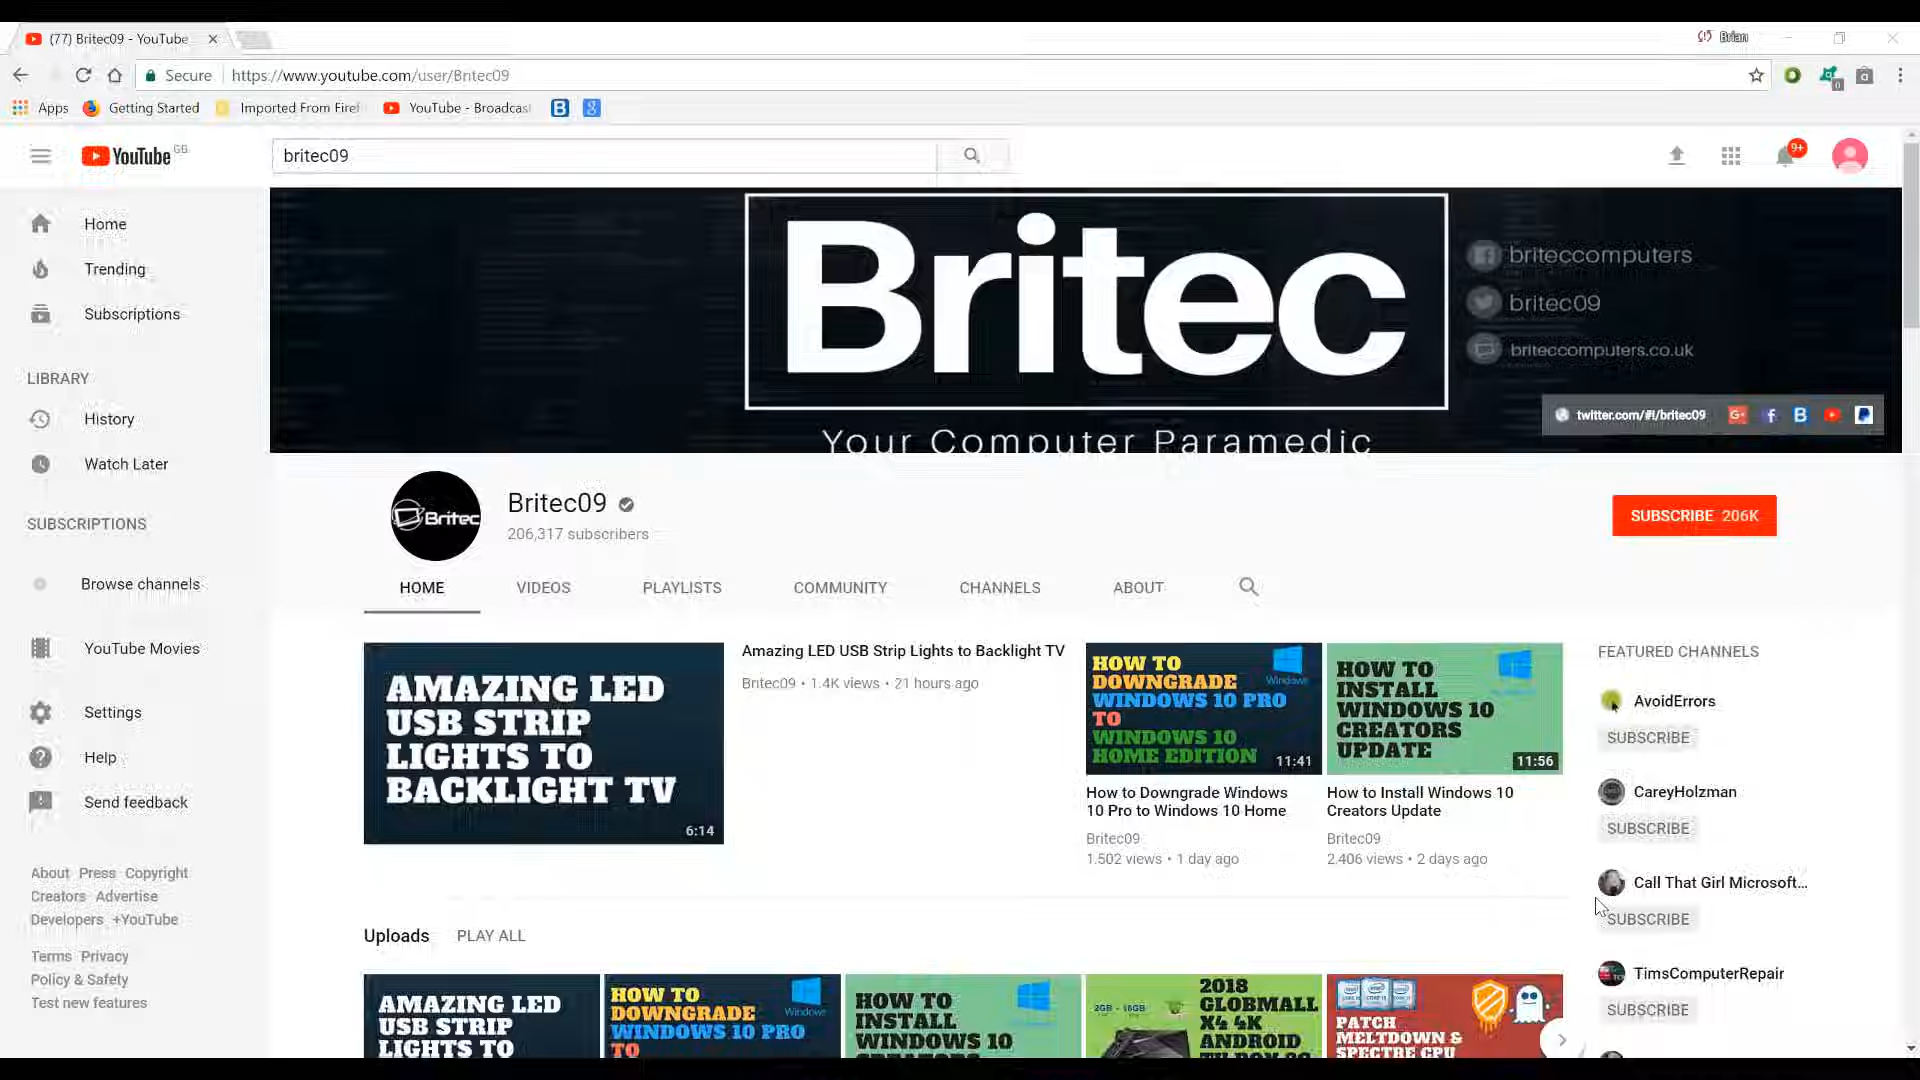 (77) Britec09 - YouTube
Brian
Secure
https://www.youtube.com/user/Britec09
Apps
Getting Started
Imported From Firef
YouTube - Broadcast
YouTube GB
britec09
9+
Home
Trending
Subscriptions
LIBRARY
History
Watch Later
SUBSCRIPTIONS
Browse channels
YouTube Movies
Settings
Help
Send feedback
About Press Copyright
Creators Advertise
Developers +YouTube
Terms Privacy
Policy & Safety
Test new features
Britec
Your Computer Paramedic
briteccomputers
britec09
briteccomputers.co.uk
twitter.com/#!/britec09
Britec
Britec09
206,317 subscribers
SUBSCRIBE 206K
HOME
VIDEOS
PLAYLISTS
COMMUNITY
CHANNELS
ABOUT
AMAZING LED
USB STRIP
LIGHTS TO
BACKLIGHT TV
6:14
Amazing LED USB Strip Lights to Backlight TV
Britec09 • 1.4K views • 21 hours ago
HOW TO
DOWNGRADE
WINDOWS 10 PRO
TO
WINDOWS 10
HOME EDITION
Windows
11:41
How to Downgrade Windows
10 Pro to Windows 10 Home
Britec09
1,502 views • 1 day ago
HOW TO
INSTALL
WINDOWS 10
CREATORS
UPDATE
11:56
How to Install Windows 10
Creators Update
Britec09
2,406 views • 2 days ago
FEATURED CHANNELS
AvoidErrors
SUBSCRIBE
CareyHolzman
SUBSCRIBE
Call That Girl Microsoft...
SUBSCRIBE
TimsComputerRepair
SUBSCRIBE
Uploads
PLAY ALL
AMAZING LED
USB STRIP
LIGHTS TO
HOW TO
DOWNGRADE
WINDOWS 10 PRO
TO
Windows
HOW TO
INSTALL
WINDOWS 10
2GB - 16GB
2018
GLOBMALL
X4 4K
ANDROID
PATCH
MELTDOWN &
SPECTRE CPU